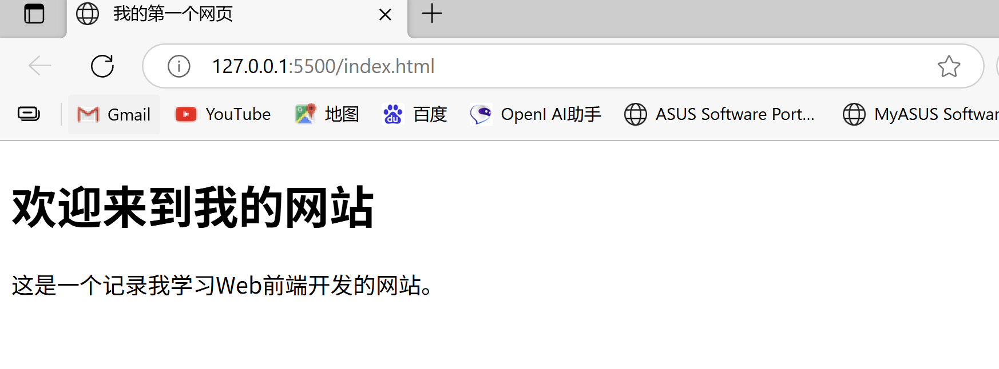 我的第一个网页
127.0.0.1:5500/index.html
Gmail YouTube 地图 百度 OpenI AI助手 ASUS Software Port... MyASUS Softwar
欢迎来到我的网站
这是一个记录我学习Web前端开发的网站。